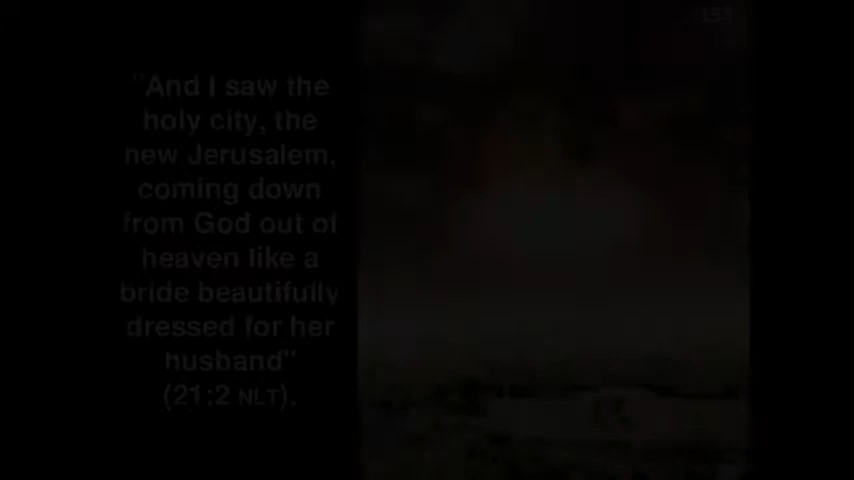 "And I saw the
holy city, the
new Jerusalem,
coming down
from God out of
heaven like a
bride beautifully
dressed for her
husband"
(21:2 NLT).